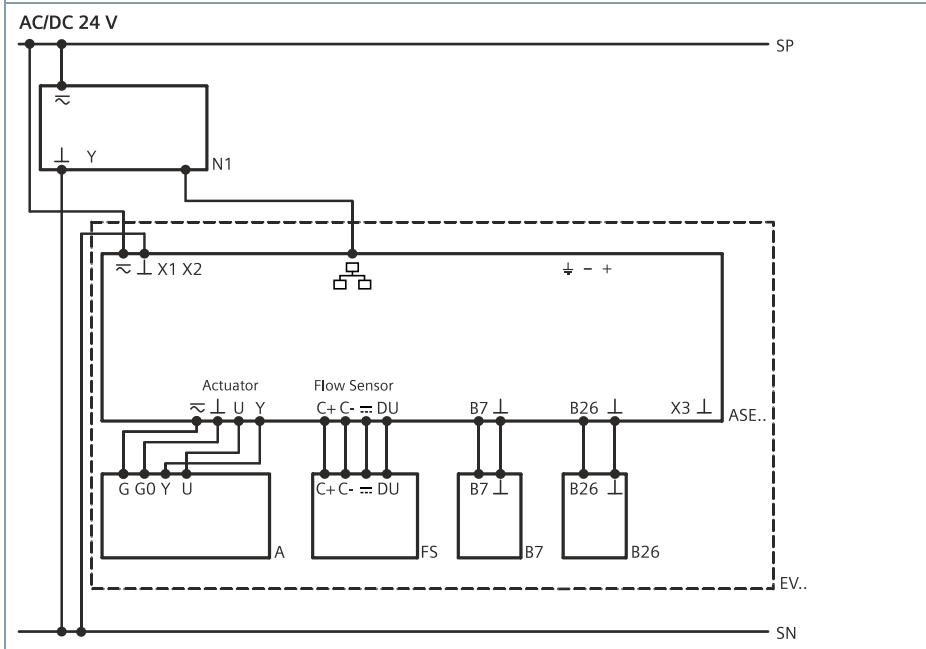 AC/DC 24 V
SP
⊥ Y
N1
⊥ X1 X2
⏚ - +
Actuator
Flow Sensor
⊥ U Y
C+ C- ⎓ DU
B7 ⊥
B26 ⊥
X3 ⊥
ASE..
G G0 Y U
C+ C- ⎓ DU
B7 ⊥
B26 ⊥
A
FS
B7
B26
EV..
SN